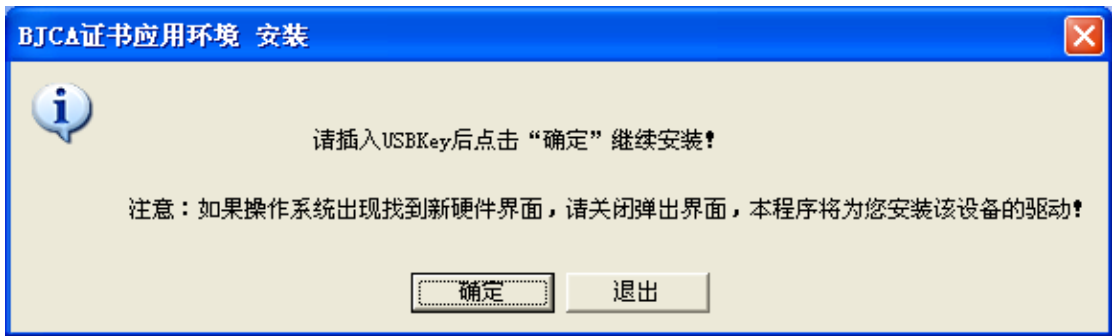 BJCA证书应用环境 安装
请插入USBKey后点击“确定”继续安装!
注意:如果操作系统出现找到新硬件界面,请关闭弹出界面,本程序将为您安装该设备的驱动!
确定
退出